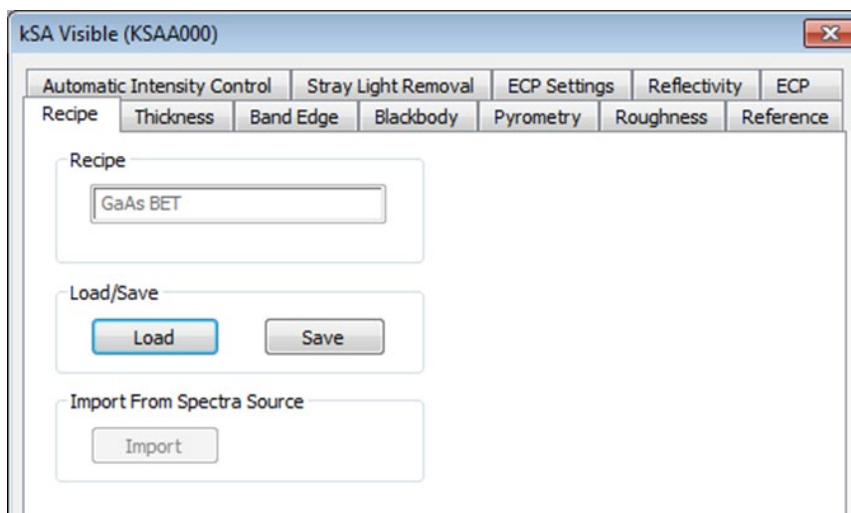 kSA Visible (KSAA000)
Automatic Intensity Control Stray Light Removal ECP Settings Reflectivity ECP
Recipe Thickness Band Edge Blackbody Pyrometry Roughness Reference
Recipe
GaAs BET
Load/Save
Load Save
Import From Spectra Source
Import